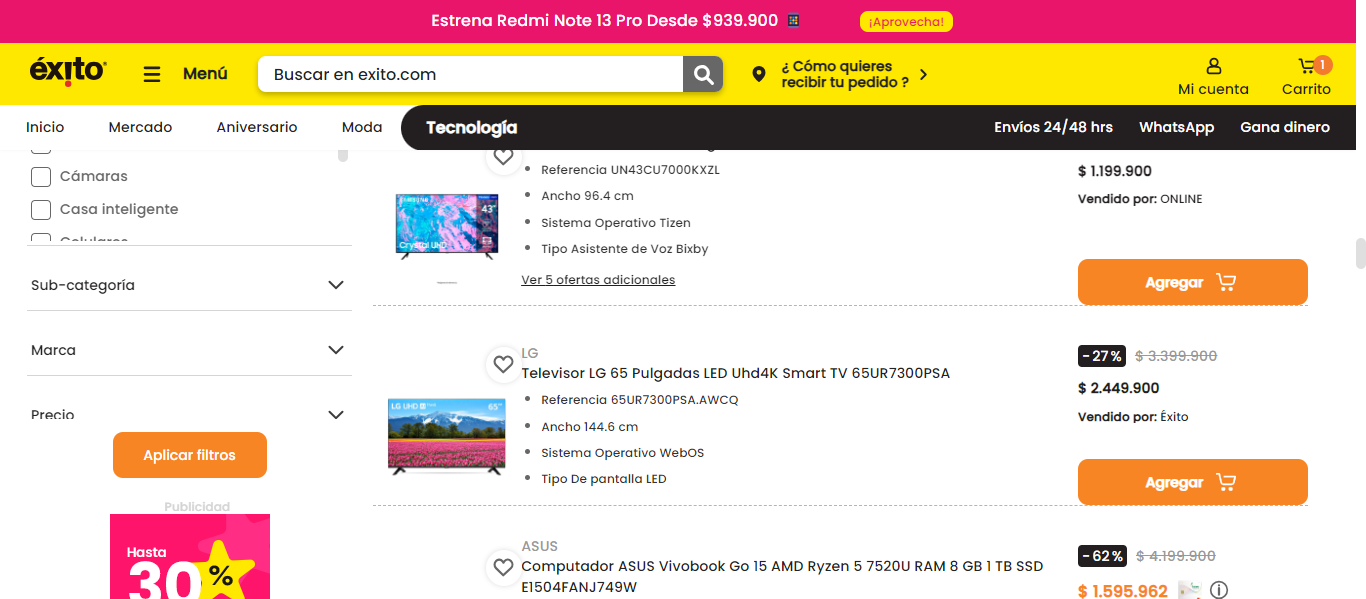 Estrena Redmi Note 13 Pro Desde $939.900
¡Aprovecha!
éxito
Menú
Buscar en exito.com
¿ Cómo quieres
recibir tu pedido ?
Mi cuenta
1
Carrito
Inicio
Mercado
Aniversario
Moda
Tecnología
Envíos 24/48 hrs
WhatsApp
Gana dinero
Cámaras
Casa inteligente
Celulares
Sub-categoría
Marca
Precio
Aplicar filtros
Publicidad
Hasta
30%
43"
Crystal UHD
Referencia UN43CU7000KXZL
Ancho 96.4 cm
Sistema Operativo Tizen
Tipo Asistente de Voz Bixby
Ver 5 ofertas adicionales
$ 1.199.900
Vendido por: ONLINE
Agregar
LG UHD
65"
LG
Televisor LG 65 Pulgadas LED Uhd4K Smart TV 65UR7300PSA
Referencia 65UR7300PSA.AWCQ
Ancho 144.6 cm
Sistema Operativo WebOS
Tipo De pantalla LED
-27%
$ 3.399.900
$ 2.449.900
Vendido por: Éxito
Agregar
ASUS
Computador ASUS Vivobook Go 15 AMD Ryzen 5 7520U RAM 8 GB 1 TB SSD
E1504FANJ749W
-62%
$ 4.199.900
$ 1.595.962